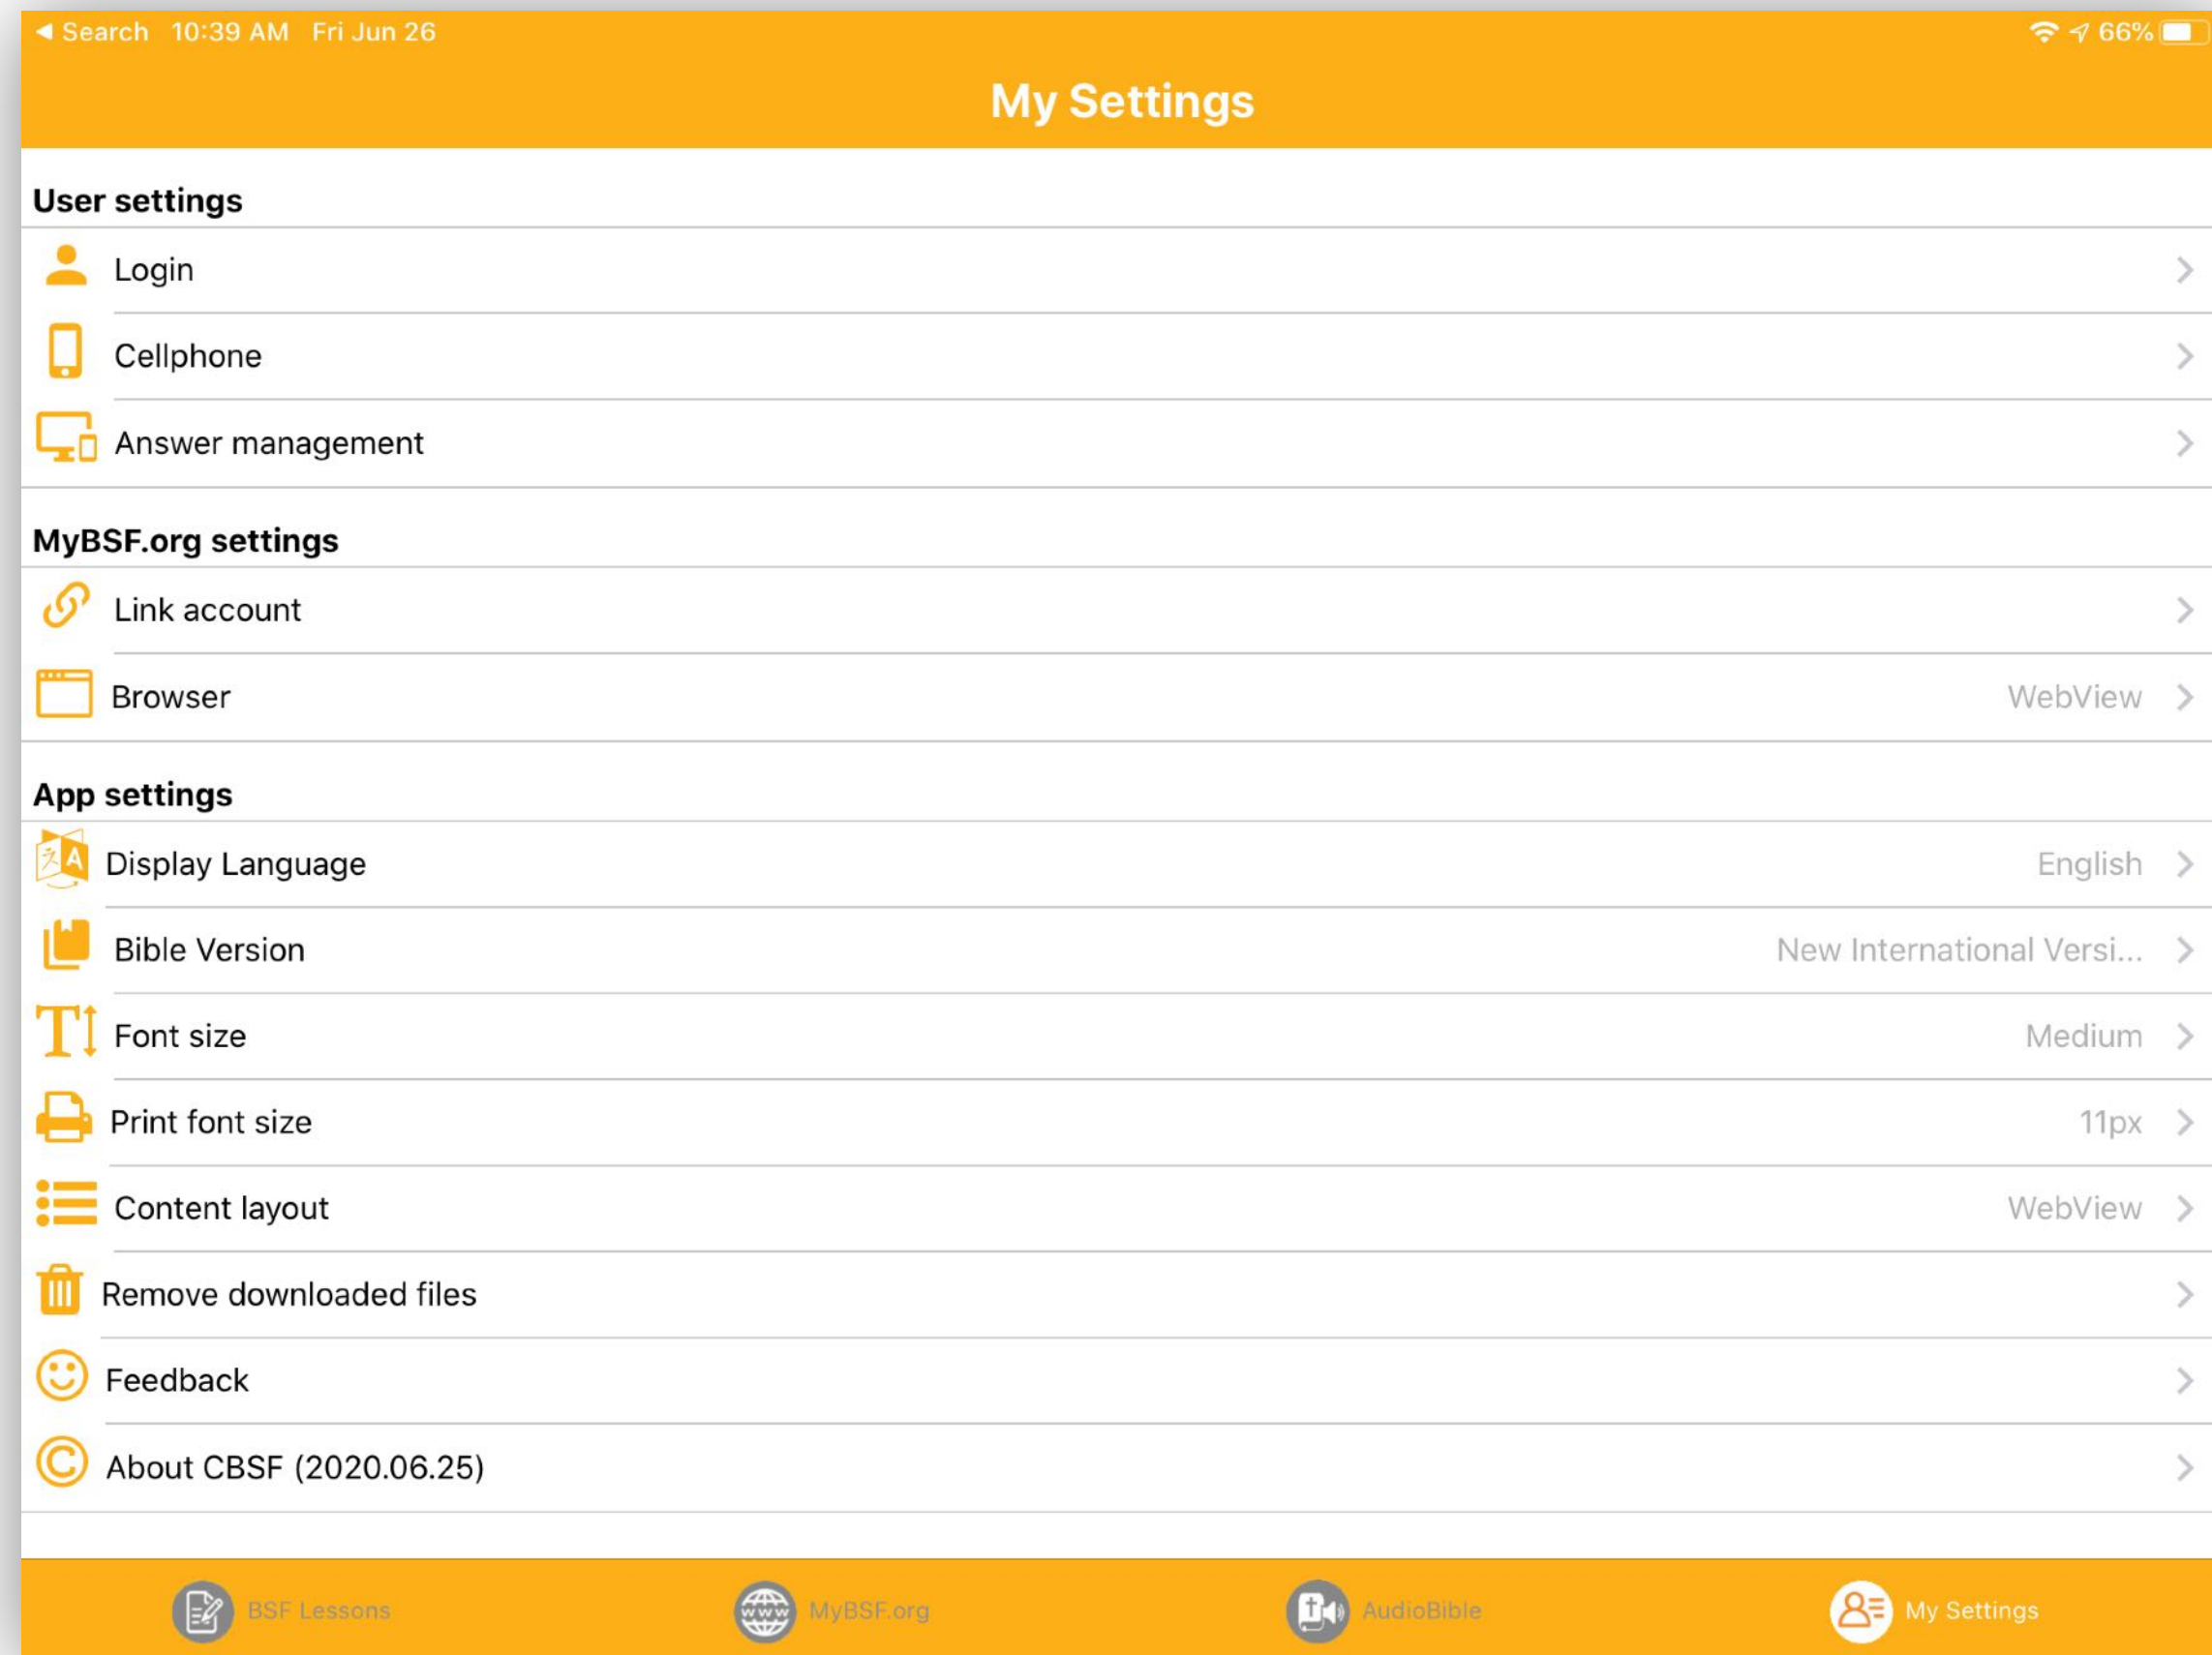 ◀ Search 10:39 AM Fri Jun 26 66%
My Settings
User settings
Login
Cellphone
Answer management
MyBSF.org settings
Link account
Browser WebView
App settings
Display Language English
Bible Version New International Versi...
Font size Medium
Print font size 11px
Content layout WebView
Remove downloaded files
Feedback
About CBSF (2020.06.25)
BSF Lessons MyBSF.org AudioBible My Settings